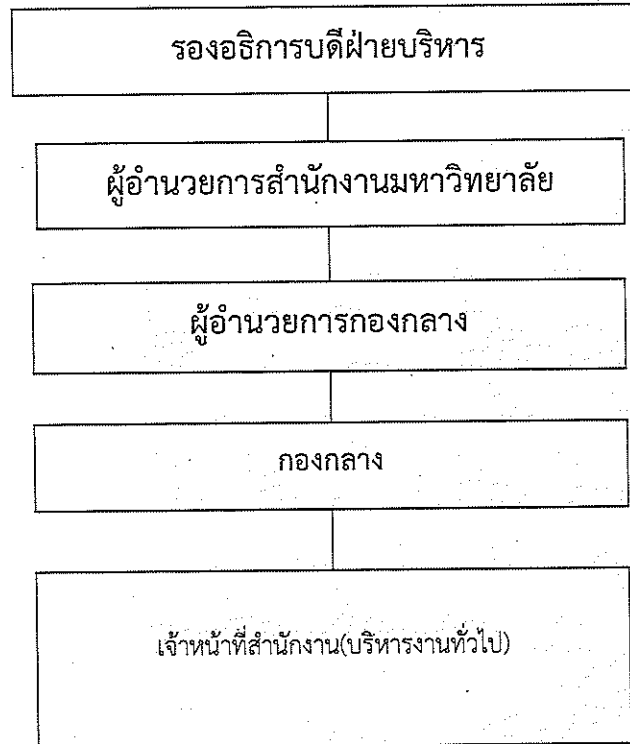 รองอธิการบดีฝ่ายบริหาร
ผู้อำนวยการสำนักงานมหาวิทยาลัย
ผู้อำนวยการกองกลาง
กองกลาง
เจ้าหน้าที่สำนักงาน(บริหารงานทั่วไป)